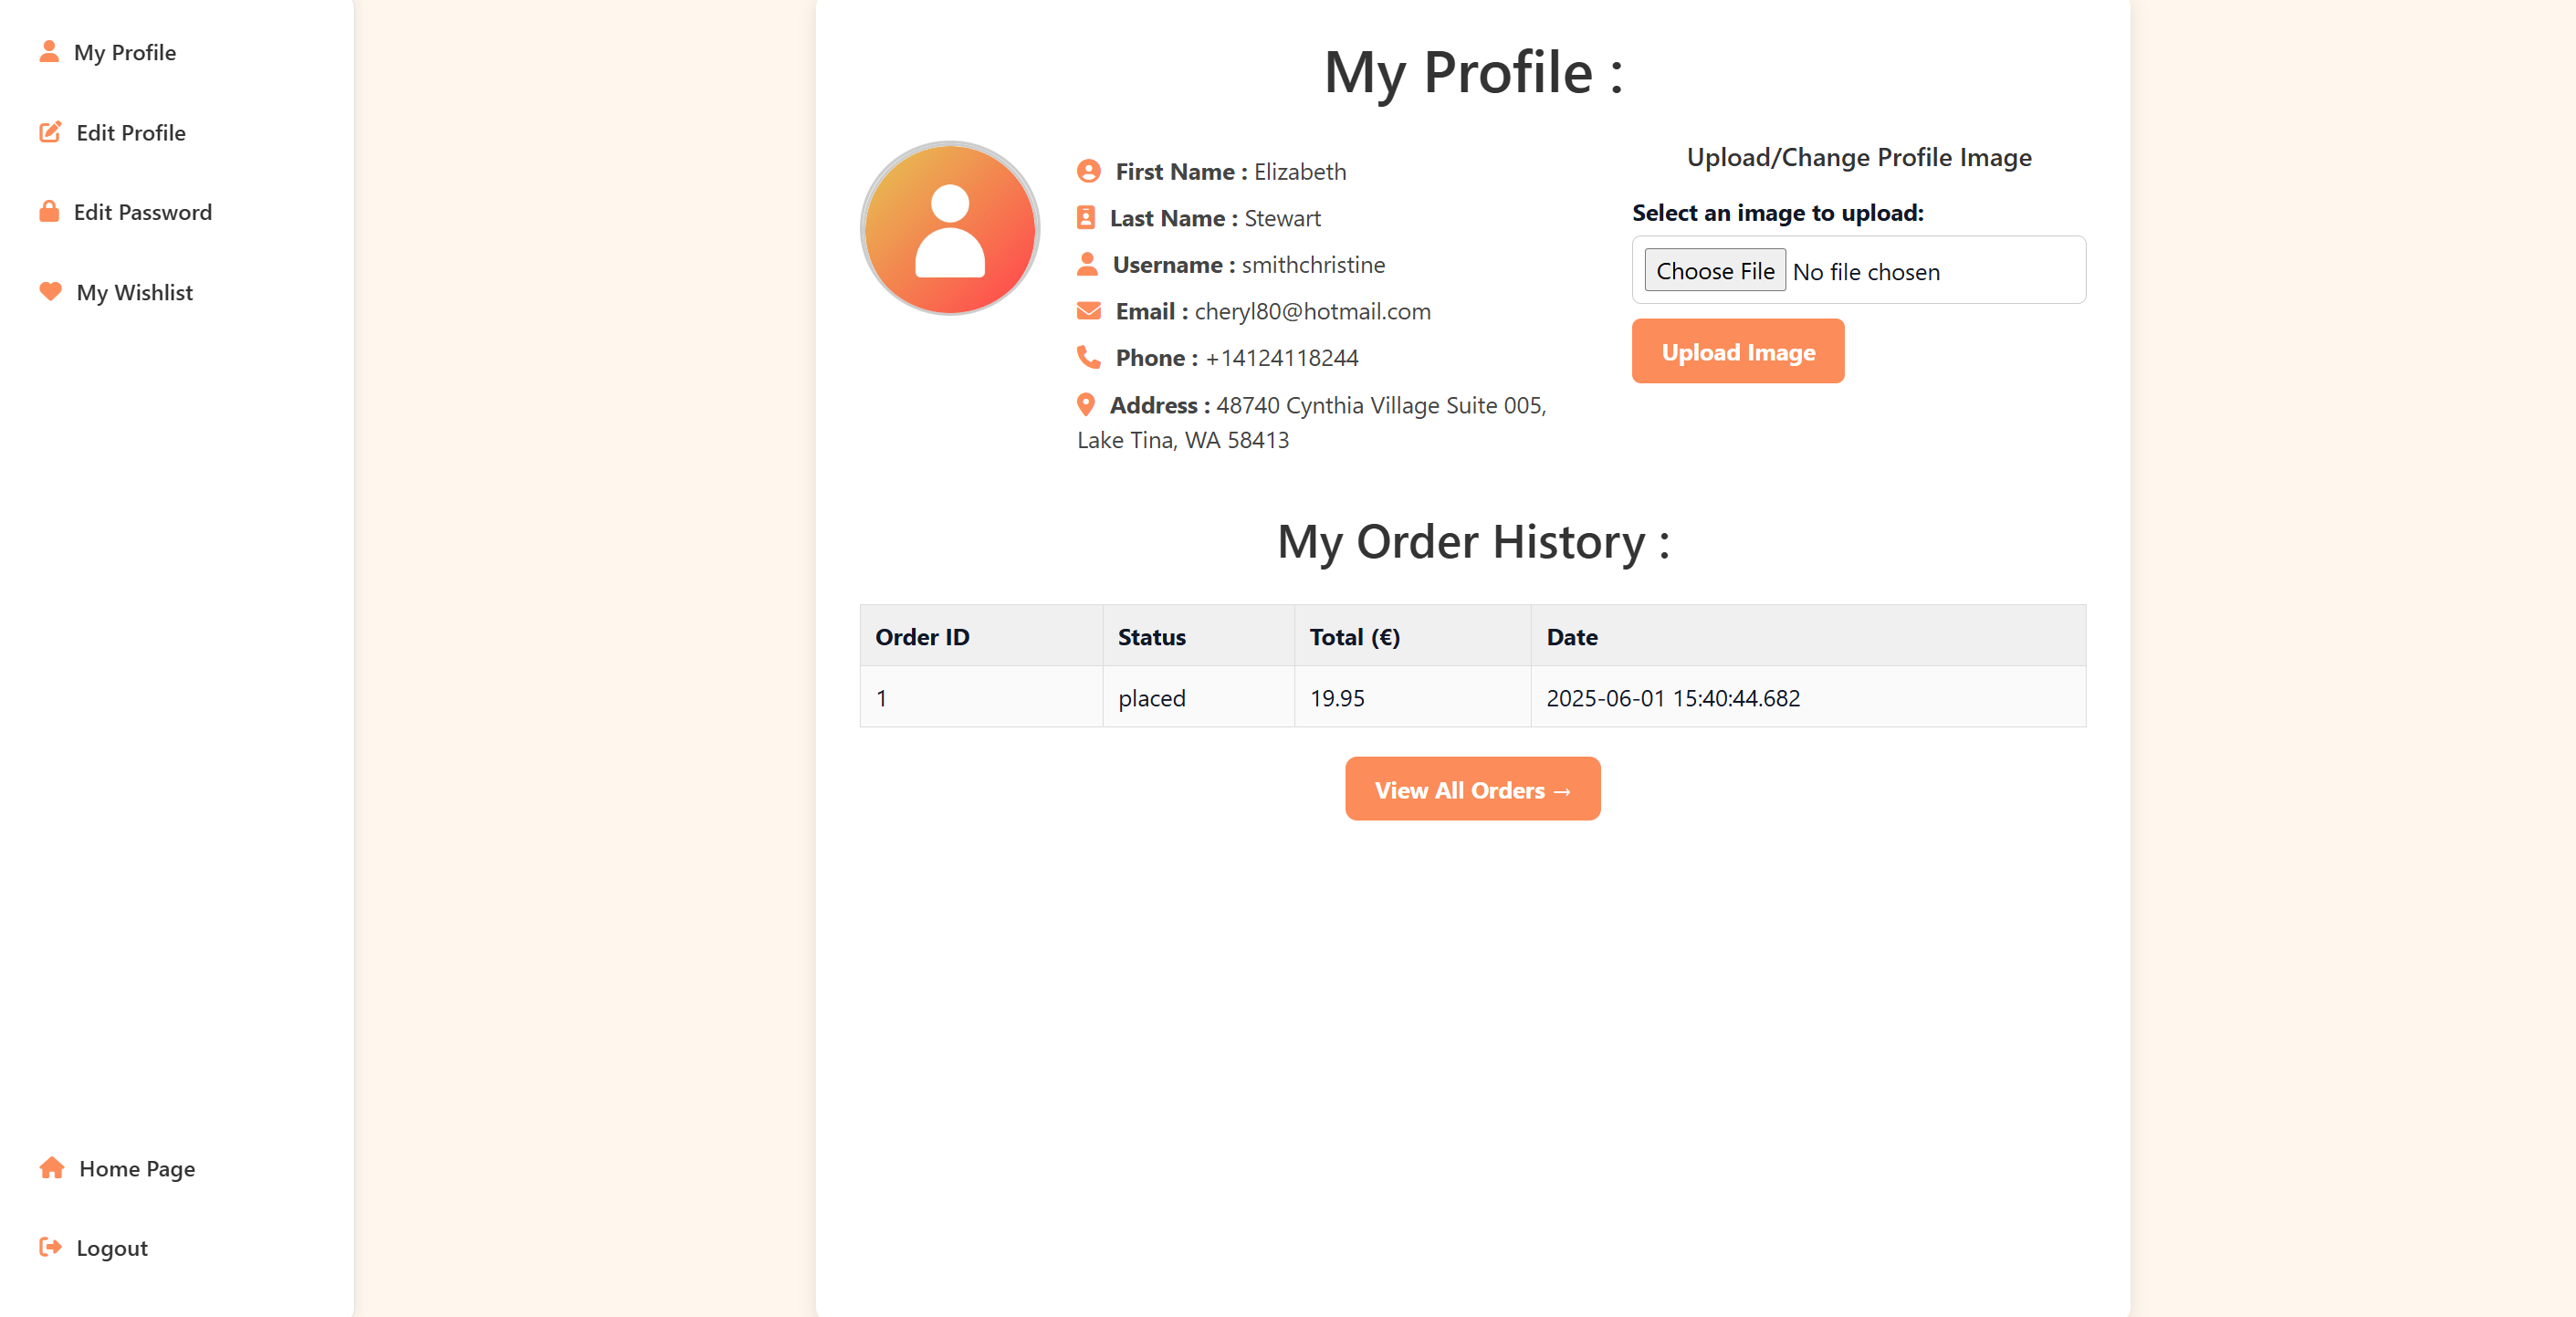 My Profile
Edit Profile
Edit Password
My Wishlist
Home Page
Logout
My Profile :
First Name : Elizabeth
Last Name : Stewart
Username : smithchristine
Email : cheryl80@hotmail.com
Phone : +14124118244
Address : 48740 Cynthia Village Suite 005,
Lake Tina, WA 58413
Upload/Change Profile Image
Select an image to upload:
Choose File No file chosen
Upload Image
My Order History :
Order ID Status Total (€) Date
1 placed 19.95 2025-06-01 15:40:44.682
View All Orders →